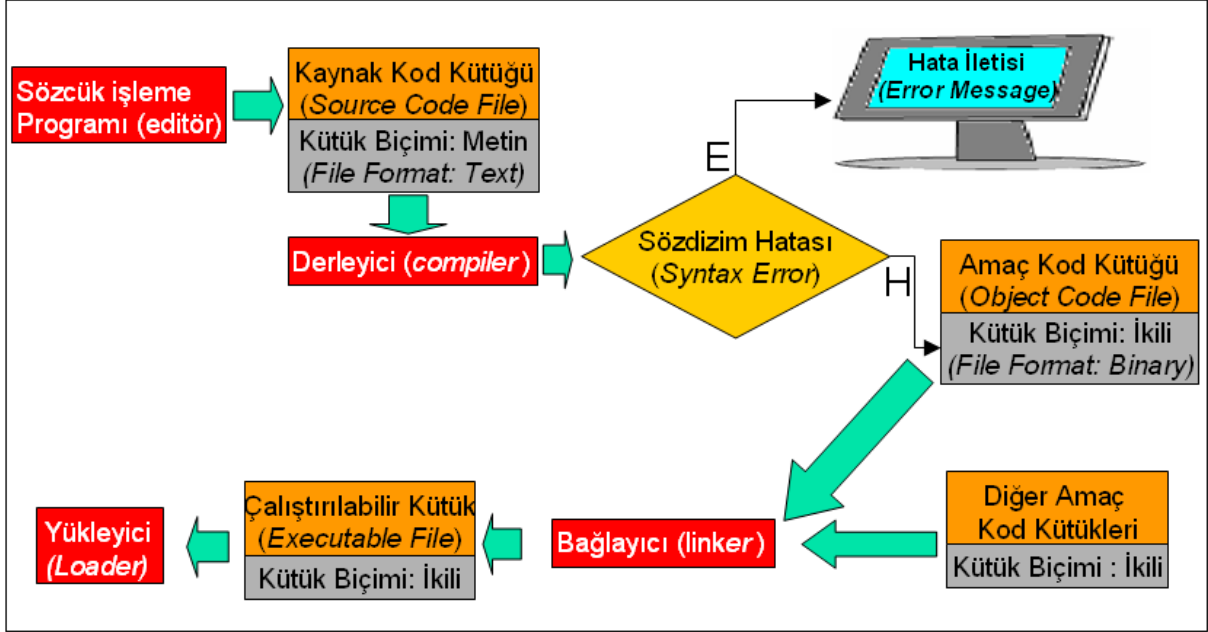 Sözcük işleme
Programı (editör)
Kaynak Kod Kütüğü
(Source Code File)
Kütük Biçimi: Metin
(File Format: Text)
Derleyici (compiler)
Sözdizim Hatası
(Syntax Error)
E
Hata İletisi
(Error Message)
H
Amaç Kod Kütüğü
(Object Code File)
Kütük Biçimi: İkili
(File Format: Binary)
Diğer Amaç
Kod Kütükleri
Kütük Biçimi : İkili
Bağlayıcı (linker)
Çalıştırılabilir Kütük
(Executable File)
Kütük Biçimi: İkili
Yükleyici
(Loader)